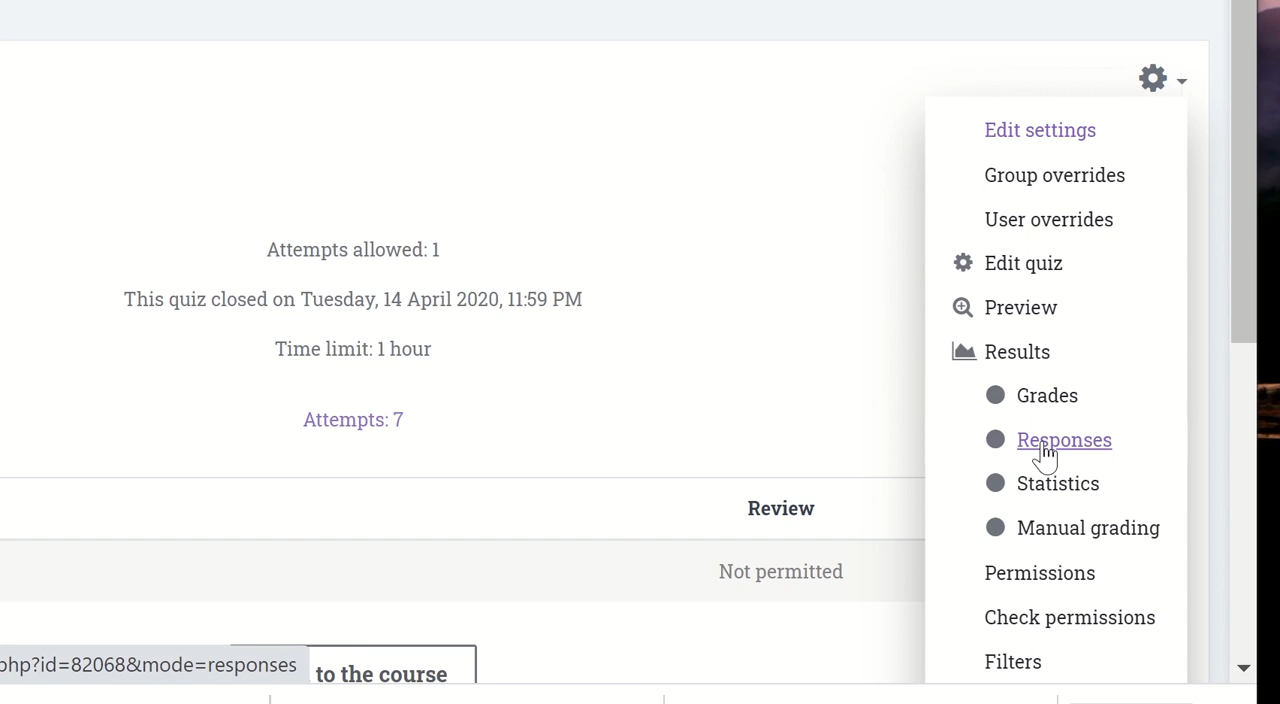 Edit settings
Group overrides
User overrides
Attempts allowed: 1
Edit quiz
This quiz closed on Tuesday, 14 April 2020, 11:59 PM
Preview
Time limit: 1 hour
Results
Grades
Attempts: 7
Responses
Statistics
Review
Manual grading
Not permitted
Permissions
Check permissions
php?id=82068&mode=responses
to the course
Filters